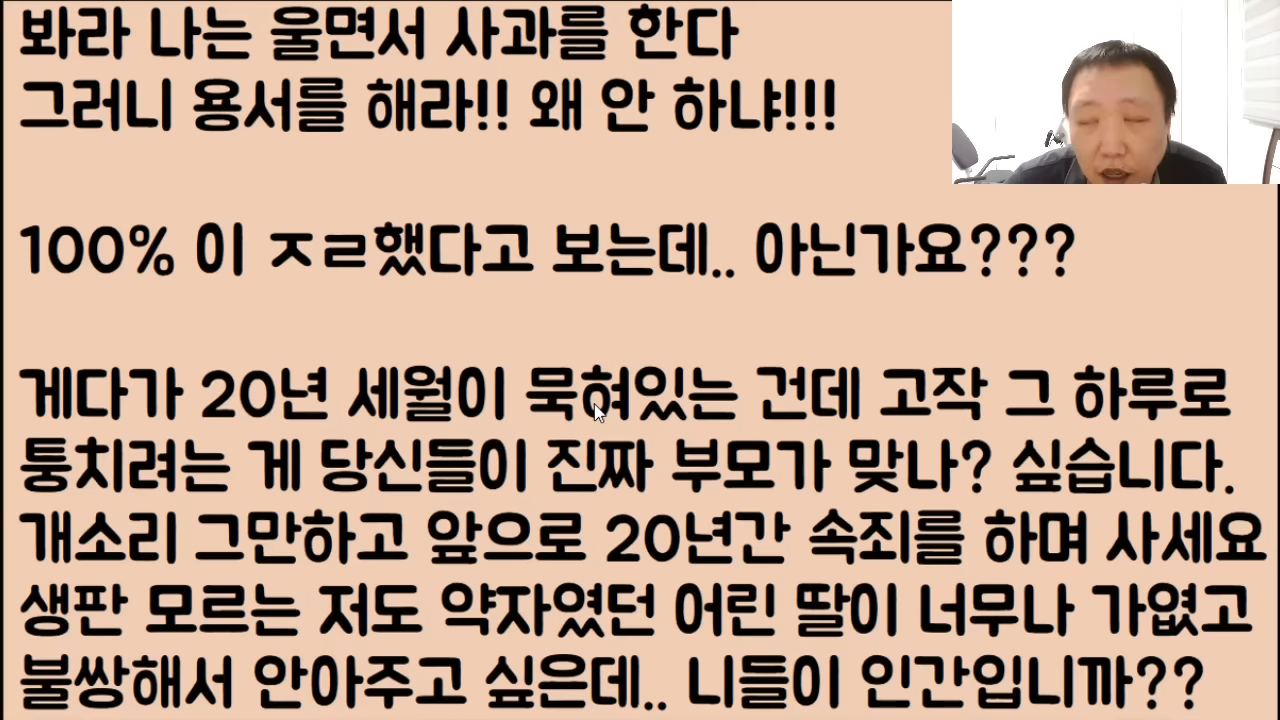 봐라 나는 울면서 사과를 한다
그러니 용서를 해라!! 왜 안 하냐!!!
100% 이 ㅈㄹ했다고 보는데.. 아닌가요???
게다가 20년 세월이 묵혀있는 건데 고작 그 하루로
퉁치려는 게 당신들이 진짜 부모가 맞나? 싶습니다.
개소리 그만하고 앞으로 20년간 속죄를 하며 사세요
생판 모르는 저도 약자였던 어린 딸이 너무나 가엾고
불쌍해서 안아주고 싶은데.. 니들이 인간입니까??